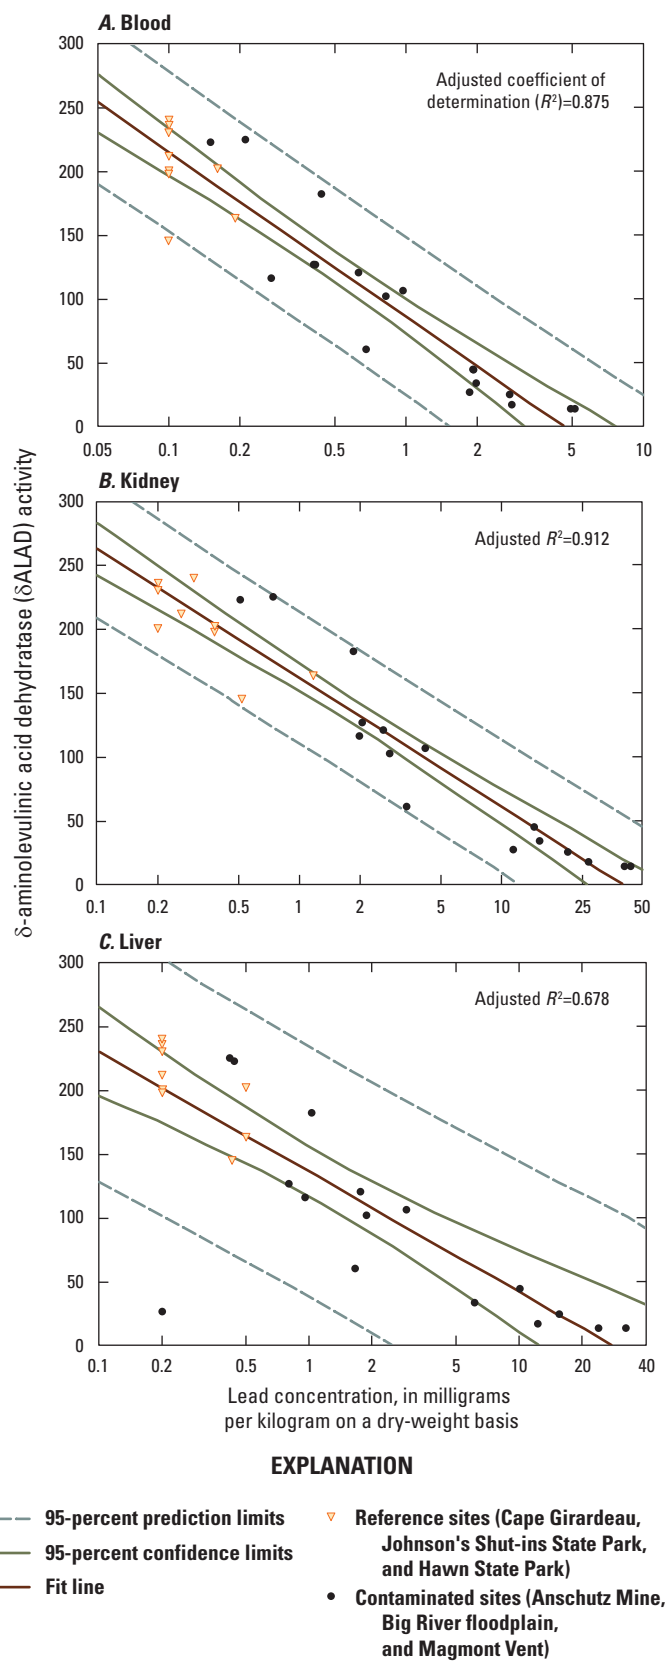 A. Blood
300
250
200
150
100
50
0
Adjusted coefficient of
determination (R²)=0.875
0.05 0.1 0.2 0.5 1 2 5 10
B. Kidney
300
250
200
150
100
50
0
Adjusted R²=0.912
0.1 0.2 0.5 1 2 5 10 25 50
δ-aminolevulinic acid dehydratase (δALAD) activity
C. Liver
300
250
200
150
100
50
0
Adjusted R²=0.678
0.1 0.2 0.5 1 2 5 10 20 40
Lead concentration, in milligrams
per kilogram on a dry-weight basis
EXPLANATION
95-percent prediction limits
95-percent confidence limits
Fit line
Reference sites (Cape Girardeau,
Johnson's Shut-ins State Park,
and Hawn State Park)
Contaminated sites (Anschutz Mine,
Big River floodplain,
and Magmont Vent)